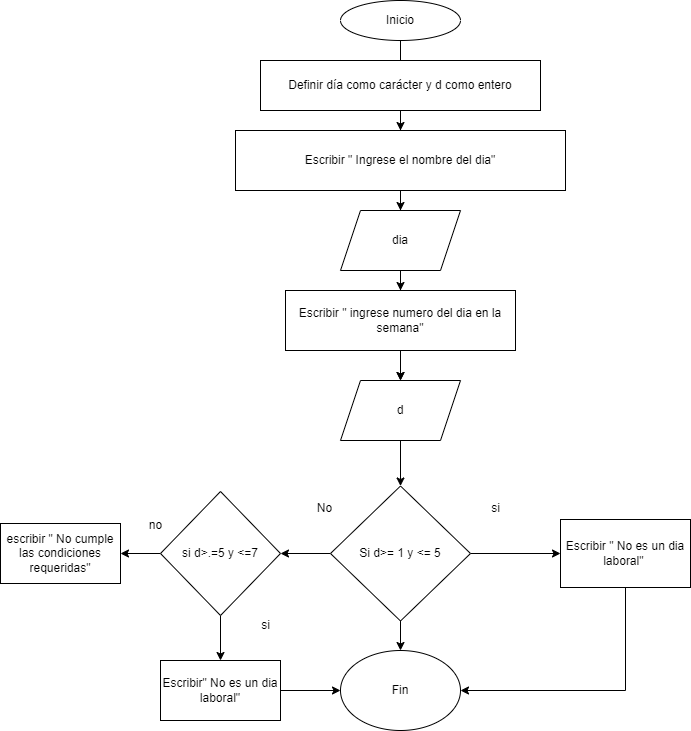 Inicio
Definir día como carácter y d como entero
Escribir " Ingrese el nombre del dia"
dia
Escribir " ingrese numero del dia en la
semana"
d
No
si
no
escribir " No cumple
las condiciones
requeridas"
si d>.=5 y <=7
Si d>= 1 y <= 5
Escribir " No es un dia
laboral"
si
Escribir" No es un dia
laboral"
Fin